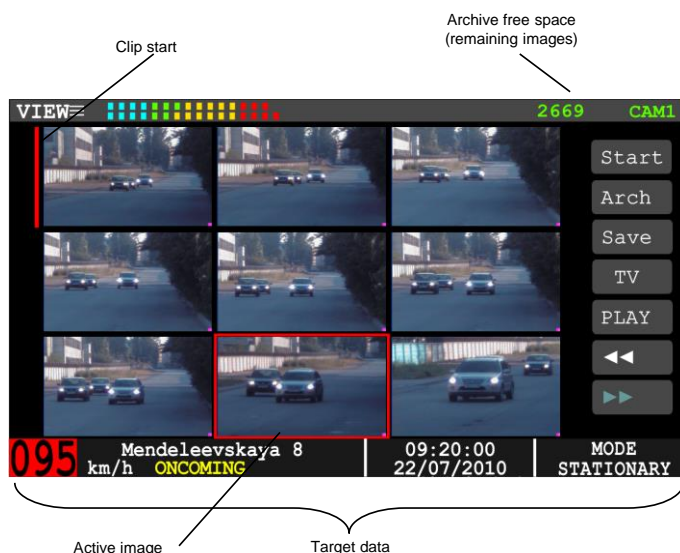 Archive free space
(remaining images)
Clip start
VIEW 2669 CAM1
Start
Arch
Save
TV
PLAY
095 km/h Mendeleevskaya 8 ONCOMING
09:20:00
22/07/2010
MODE
STATIONARY
Active image
Target data